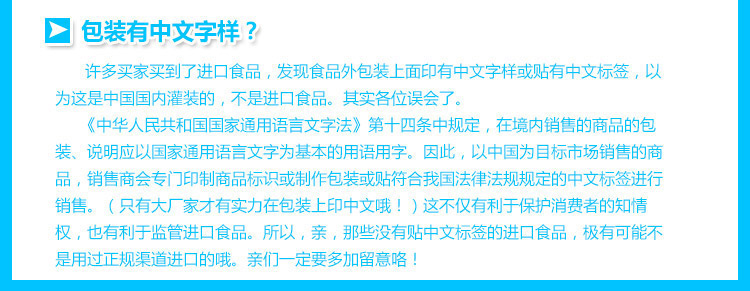 包装有中文字样？
许多买家买到了进口食品，发现食品外包装上面印有中文字样或贴有中文标签，以
为这是中国国内灌装的，不是进口食品。其实各位误会了。
《中华人民共和国国家通用语言文字法》第十四条中规定，在境内销售的商品的包
装、说明应以国家通用语言文字为基本的用语用字。因此，以中国为目标市场销售的商
品，销售商会专门印制商品标识或制作包装或贴符合我国法律法规规定的中文标签进行
销售。（只有大厂家才有实力在包装上印中文哦！）这不仅有利于保护消费者的知情
权，也有利于监管进口食品。所以，亲，那些没有贴中文标签的进口食品，极有可能不
是用过正规渠道进口的哦。亲们一定要多加留意咯！